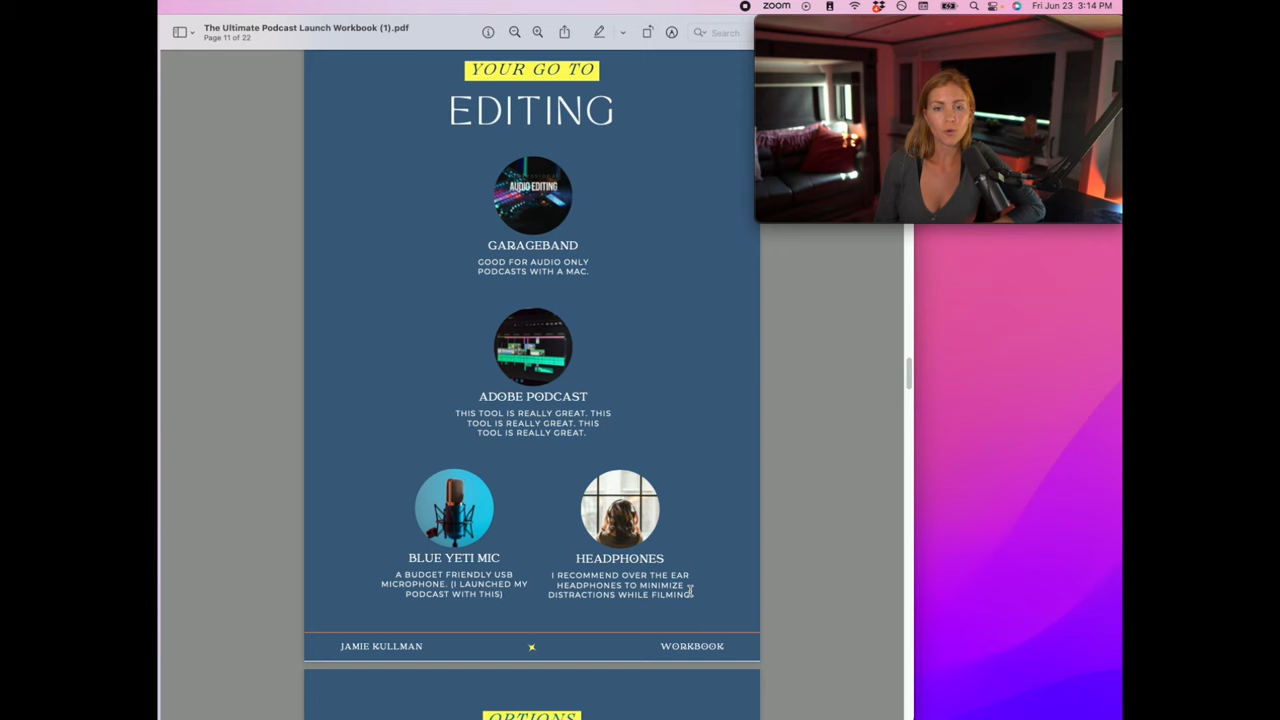 zoom
Fri Jun 23 3:14 PM
The Ultimate Podcast Launch Workbook (1).pdf
Page 11 of 22
Search
YOUR GO TO
EDITING
AUDIO EDITING
GARAGEBAND
GOOD FOR AUDIO ONLY
PODCASTS WITH A MAC.
ADOBE PODCAST
THIS TOOL IS REALLY GREAT. THIS
TOOL IS REALLY GREAT. THIS
TOOL IS REALLY GREAT.
BLUE YETI MIC
A BUDGET FRIENDLY USB
MICROPHONE. (I LAUNCHED MY
PODCAST WITH THIS)
HEADPHONES
I RECOMMEND OVER THE EAR
HEADPHONES TO MINIMIZE
DISTRACTIONS WHILE FILMING.
JAMIE KULLMAN
WORKBOOK
OPTIONS